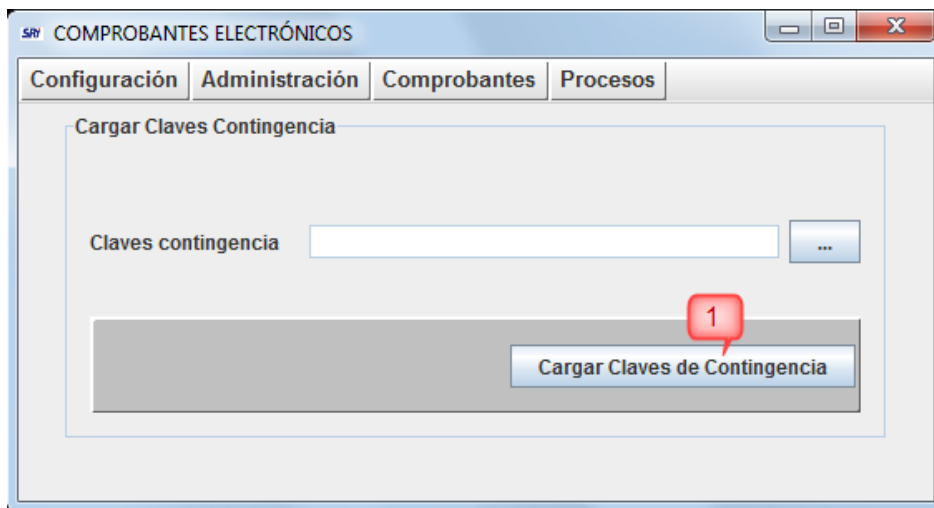 SRI COMPROBANTES ELECTRÓNICOS
Configuración Administración Comprobantes Procesos
Cargar Claves Contingencia
Claves contingencia ...
1
Cargar Claves de Contingencia